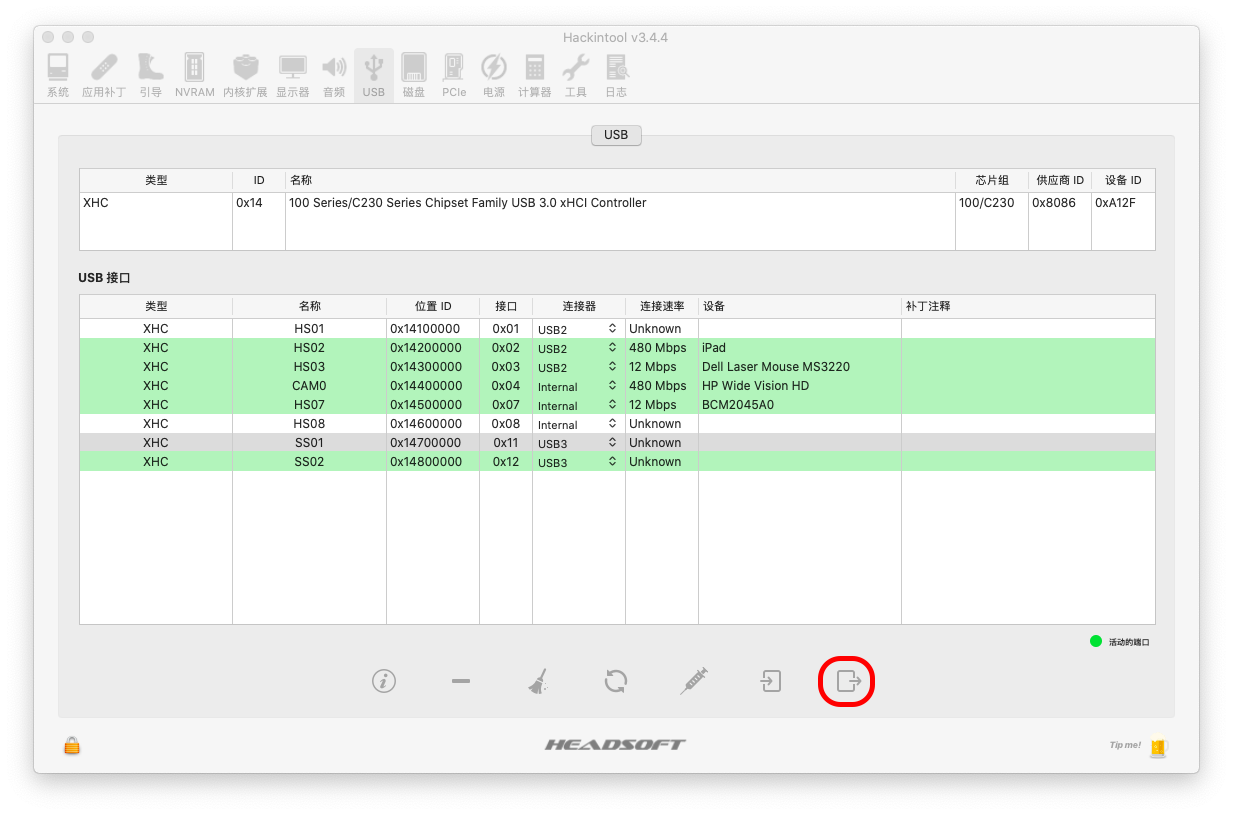 Hackintool v3.4.4
系统 应用补丁 引导 NVRAM 内核扩展 显示器 音频 USB 磁盘 PCIe 电源 计算器 工具 日志
USB
类型 ID 名称 芯片组 供应商 ID 设备 ID
XHC 0x14 100 Series/C230 Series Chipset Family USB 3.0 xHCI Controller 100/C230 0x8086 0xA12F
USB 接口
类型 名称 位置 ID 接口 连接器 连接速率 设备 补丁注释
XHC HS01 0x14100000 0x01 USB2 Unknown
XHC HS02 0x14200000 0x02 USB2 480 Mbps iPad
XHC HS03 0x14300000 0x03 USB2 12 Mbps Dell Laser Mouse MS3220
XHC CAM0 0x14400000 0x04 Internal 480 Mbps HP Wide Vision HD
XHC HS07 0x14500000 0x07 Internal 12 Mbps BCM2045A0
XHC HS08 0x14600000 0x08 Internal Unknown
XHC SS01 0x14700000 0x11 USB3 Unknown
XHC SS02 0x14800000 0x12 USB3 Unknown
活动的端口
HEADSOFT
Tip me!